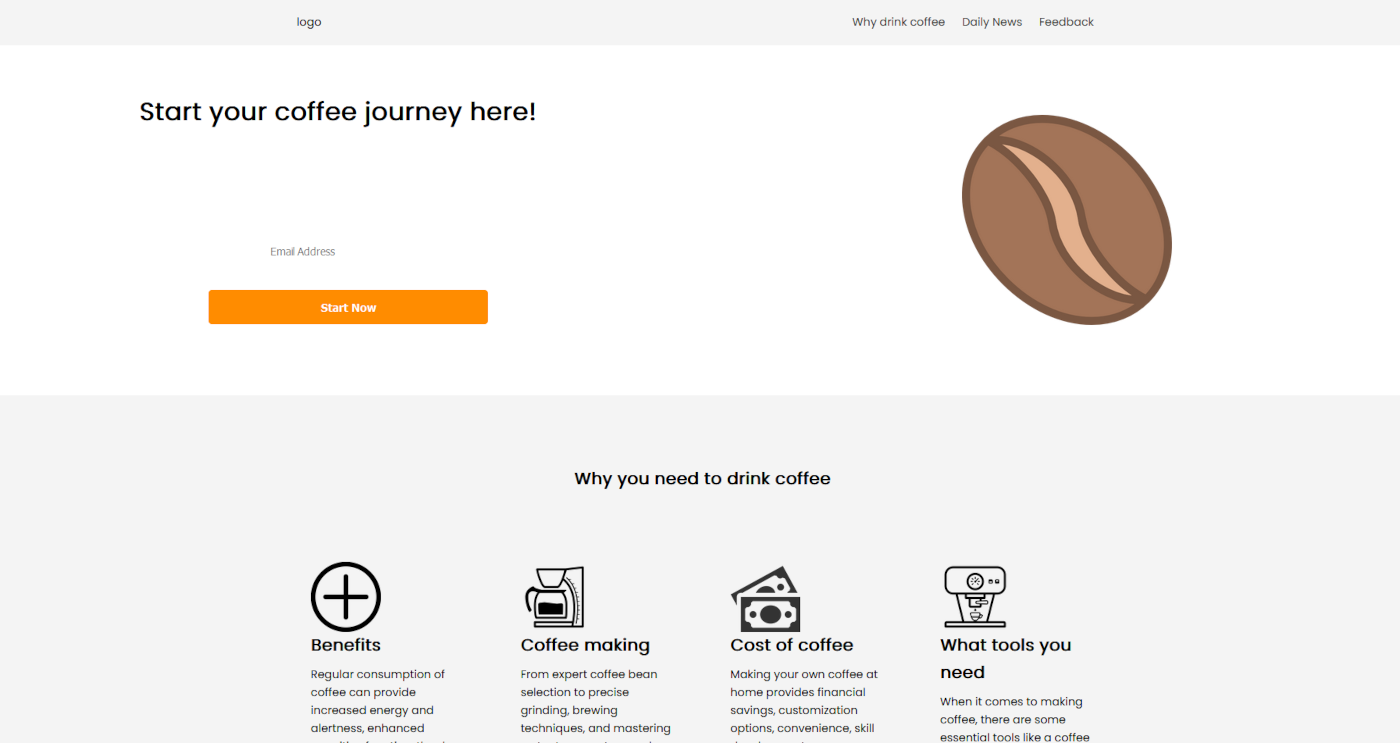 logo
Why drink coffee Daily News Feedback
Start your coffee journey here!
Email Address
Start Now
Why you need to drink coffee
Benefits
Regular consumption of
coffee can provide
increased energy and
alertness, enhanced
Coffee making
From expert coffee bean
selection to precise
grinding, brewing
techniques, and mastering
Cost of coffee
Making your own coffee at
home provides financial
savings, customization
options, convenience, skill
What tools you
need
When it comes to making
coffee, there are some
essential tools like a coffee